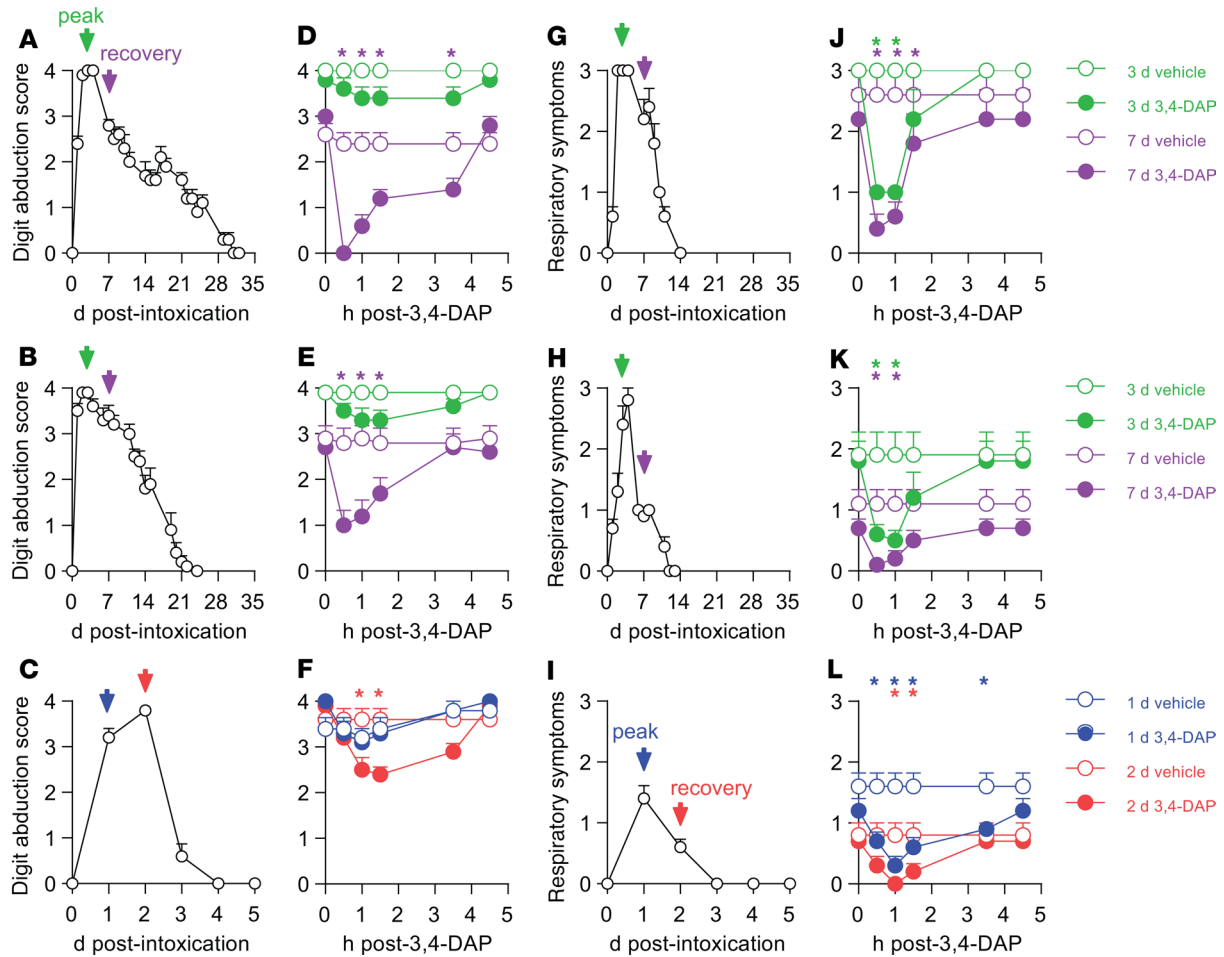 peak
A
recovery
Digit abduction score
4
3
2
1
0
0 7 14 21 28 35
d post-intoxication
D
* * * *
4
3
2
1
0
0 1 2 3 4 5
h post-3,4-DAP
G
Respiratory symptoms
3
2
1
0
0 7 14 21 28 35
d post-intoxication
J
* *
* * *
3
2
1
0
0 1 2 3 4 5
h post-3,4-DAP
3 d vehicle
3 d 3,4-DAP
7 d vehicle
7 d 3,4-DAP
B
Digit abduction score
4
3
2
1
0
0 7 14 21 28 35
d post-intoxication
E
* * *
4
3
2
1
0
0 1 2 3 4 5
h post-3,4-DAP
H
Respiratory symptoms
3
2
1
0
0 7 14 21 28 35
d post-intoxication
K
* *
* *
3
2
1
0
0 1 2 3 4 5
h post-3,4-DAP
3 d vehicle
3 d 3,4-DAP
7 d vehicle
7 d 3,4-DAP
C
Digit abduction score
4
3
2
1
0
0 1 2 3 4 5
d post-intoxication
F
* *
4
3
2
1
0
0 1 2 3 4 5
h post-3,4-DAP
I
peak
recovery
Respiratory symptoms
3
2
1
0
0 1 2 3 4 5
d post-intoxication
L
* * * *
* *
3
2
1
0
0 1 2 3 4 5
h post-3,4-DAP
1 d vehicle
1 d 3,4-DAP
2 d vehicle
2 d 3,4-DAP